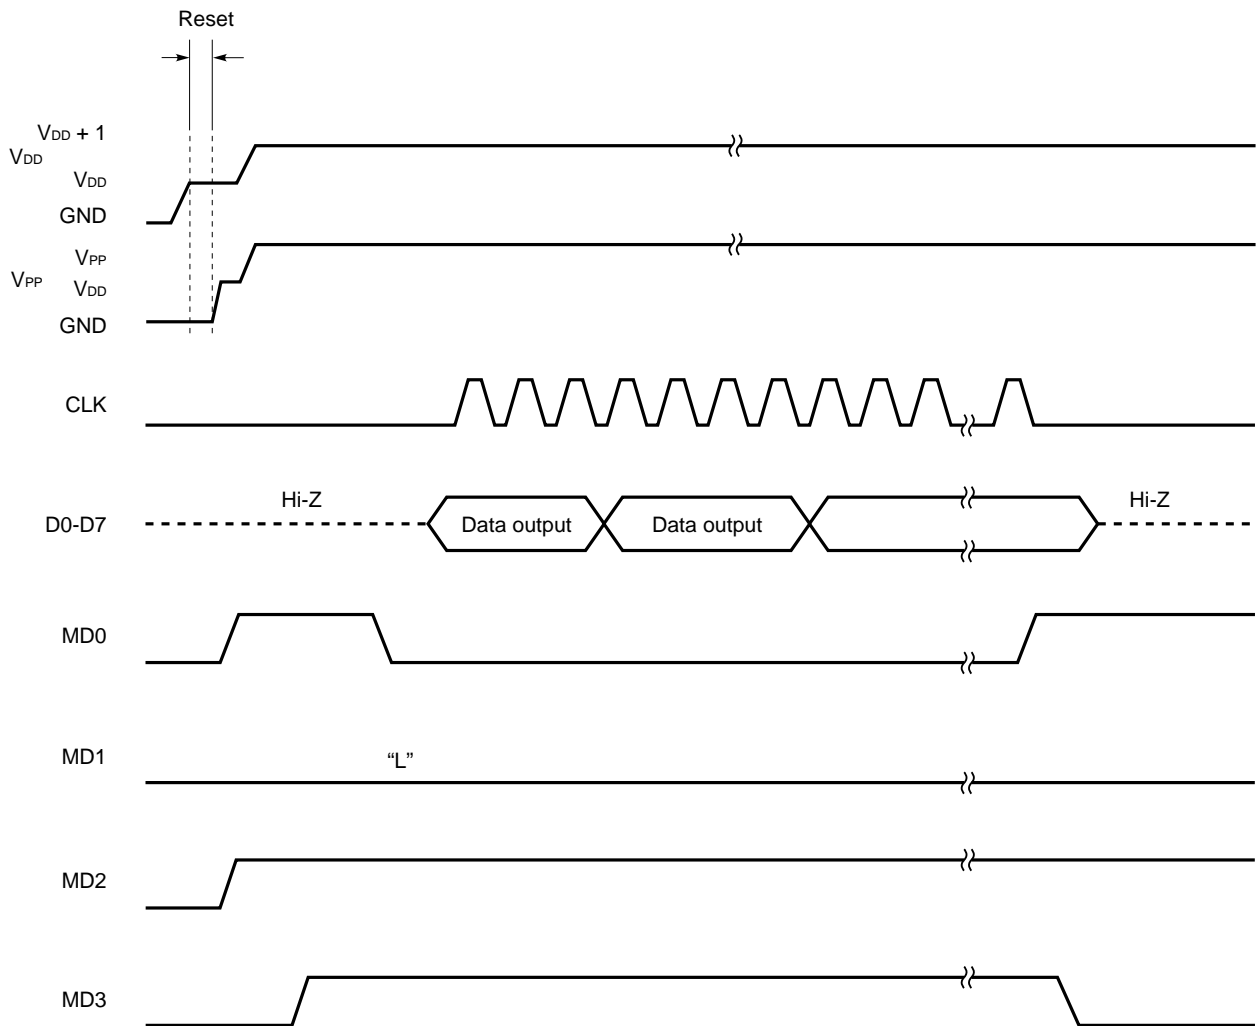 Reset
VDD + 1
VDD
VDD
GND
VPP
VPP
VDD
GND
CLK
Hi-Z
Hi-Z
D0-D7
Data output
Data output
MD0
MD1
“L”
MD2
MD3